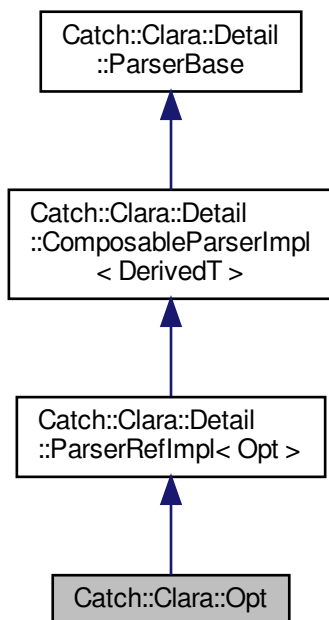 Catch::Clara::Detail
::ParserBase
Catch::Clara::Detail
::ComposableParserImpl
< DerivedT >
Catch::Clara::Detail
::ParserRefImpl< Opt >
Catch::Clara::Opt